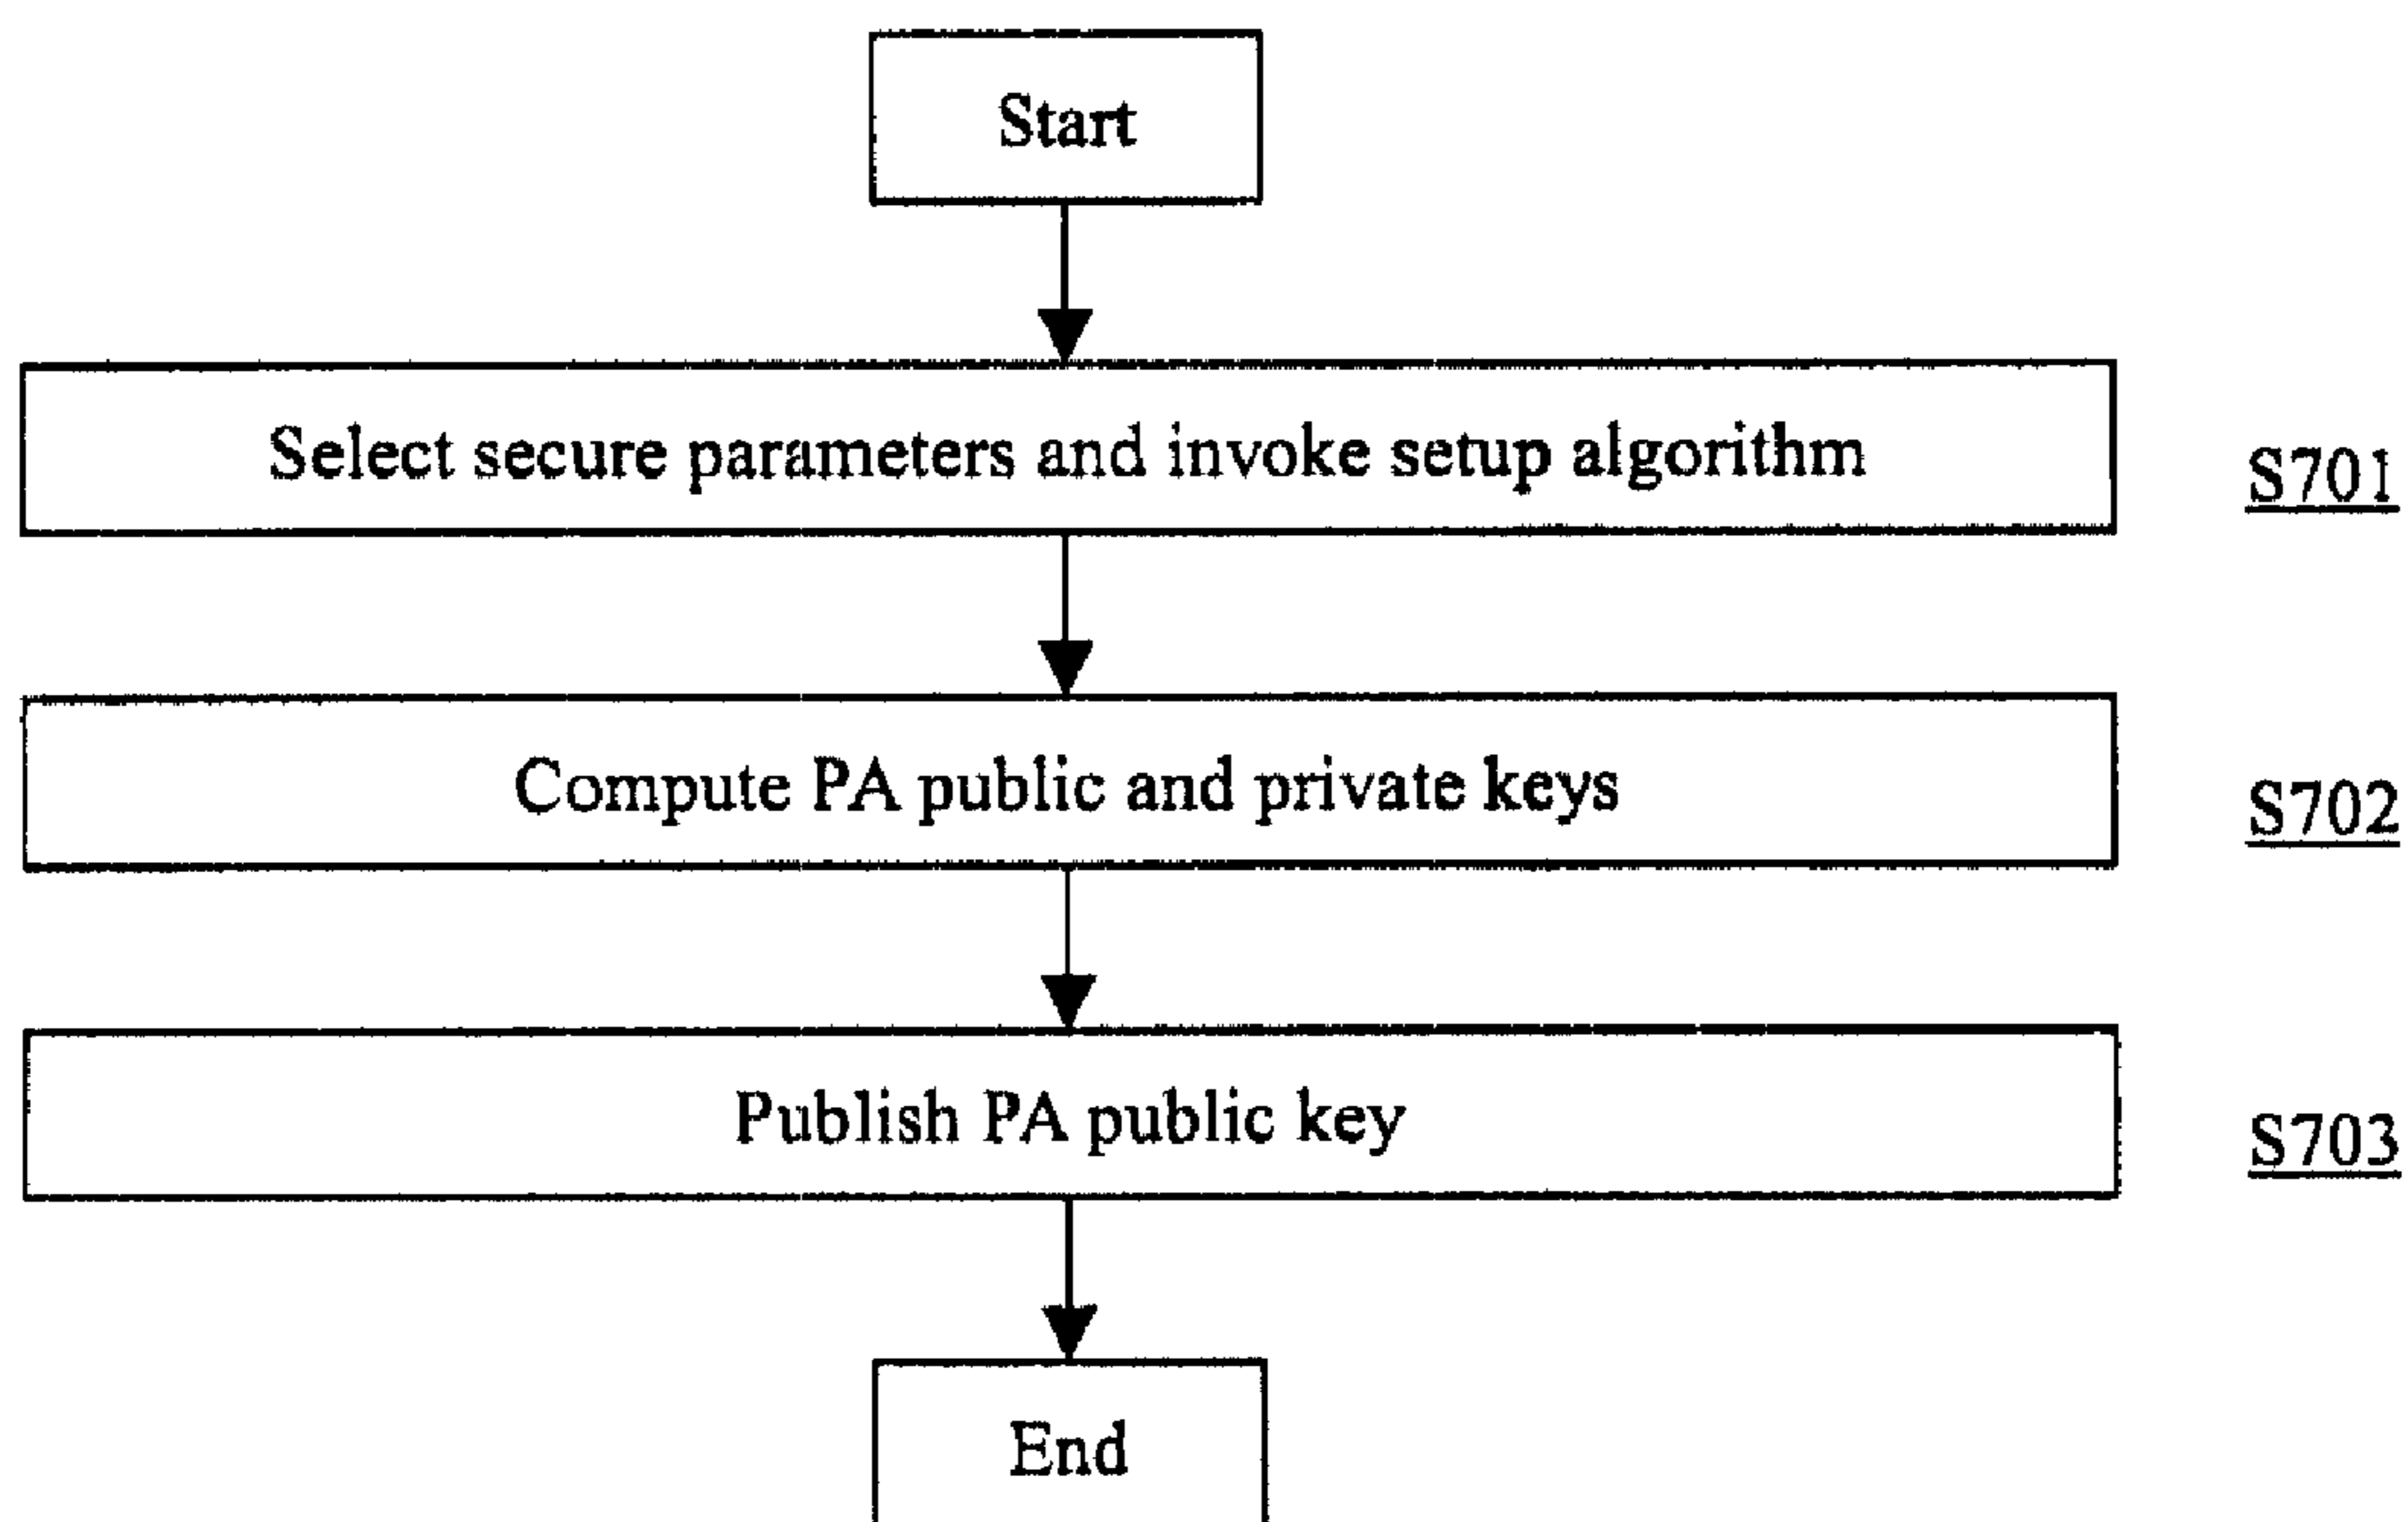 Start
Select secure parameters and invoke setup algorithm
S701
Compute PA public and private keys
S702
Publish PA public key
S703
End